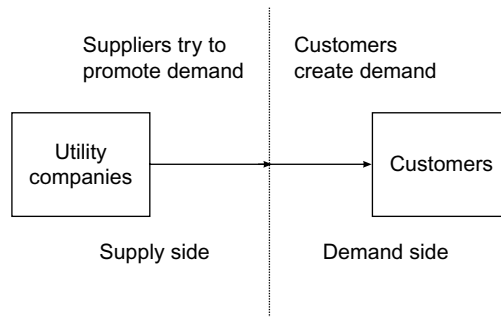 Suppliers try to
promote demand
Customers
create demand
Utility
companies
Customers
Supply side
Demand side